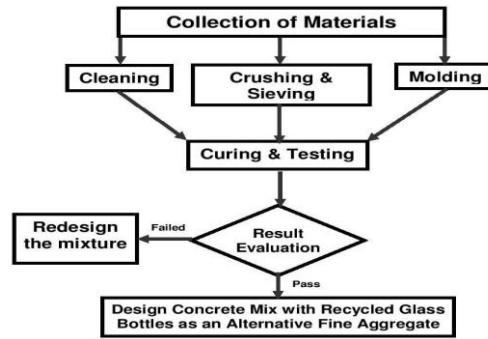 Collection of Materials
Cleaning
Crushing &
Sieving
Molding
Curing & Testing
Redesign
the mixture
Failed
Result
Evaluation
Pass
Design Concrete Mix with Recycled Glass
Bottles as an Alternative Fine Aggregate